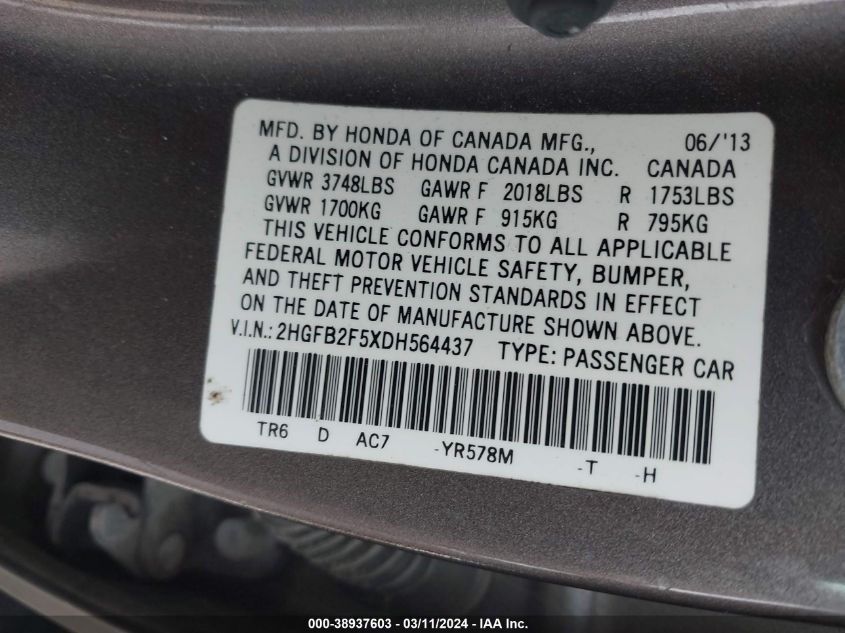 MFD. BY HONDA OF CANADA MFG., 06/'13
A DIVISION OF HONDA CANADA INC. CANADA
GVWR 3748LBS GAWR F 2018LBS R 1753LBS
GVWR 1700KG GAWR F 915KG R 795KG
THIS VEHICLE CONFORMS TO ALL APPLICABLE
FEDERAL MOTOR VEHICLE SAFETY, BUMPER,
AND THEFT PREVENTION STANDARDS IN EFFECT
ON THE DATE OF MANUFACTURE SHOWN ABOVE.
V.I.N.: 2HGFB2F5XDH564437 TYPE: PASSENGER CAR
TR6 D AC7 -YR578M -T -H
000-38937603 - 03/11/2024 - IAA Inc.